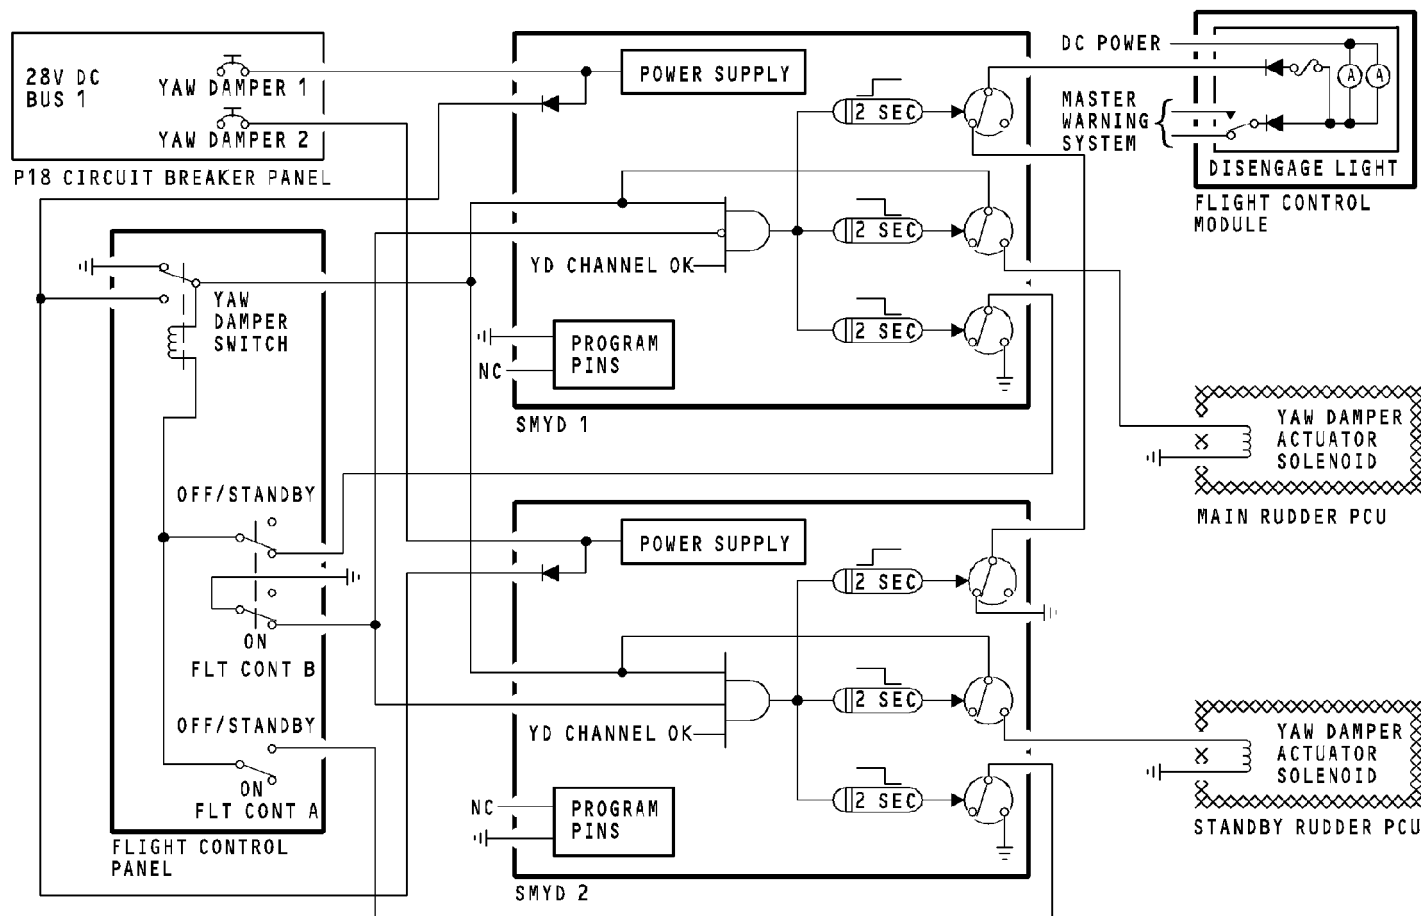 28V DC
BUS 1
YAW DAMPER 1
YAW DAMPER 2
P18 CIRCUIT BREAKER PANEL
YAW
DAMPER
SWITCH
OFF/STANDBY
ON
FLT CONT B
OFF/STANDBY
ON
FLT CONT A
FLIGHT CONTROL
PANEL
POWER SUPPLY
2 SEC
2 SEC
YD CHANNEL OK
2 SEC
PROGRAM
PINS
NC
SMYD 1
POWER SUPPLY
2 SEC
2 SEC
YD CHANNEL OK
2 SEC
NC
PROGRAM
PINS
SMYD 2
DC POWER
A
A
MASTER
WARNING
SYSTEM
DISENGAGE LIGHT
FLIGHT CONTROL
MODULE
YAW DAMPER
ACTUATOR
SOLENOID
MAIN RUDDER PCU
YAW DAMPER
ACTUATOR
SOLENOID
STANDBY RUDDER PCU